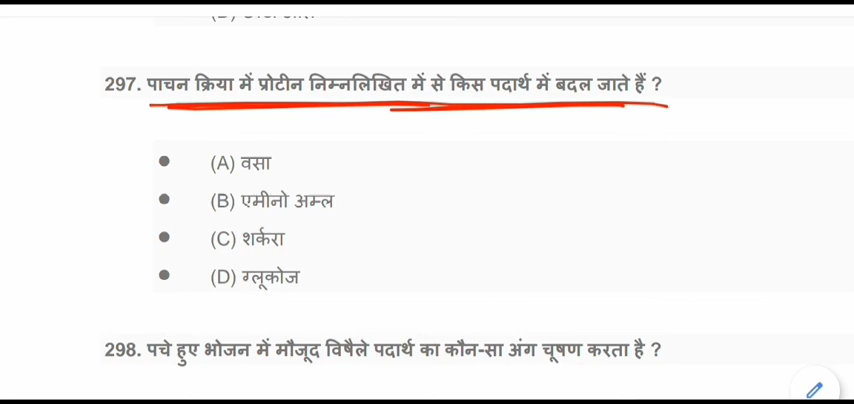 297. पाचन क्रिया में प्रोटीन निम्नलिखित में से किस पदार्थ में बदल जाते हैं ?
(A) वसा
(B) एमीनो अम्ल
(C) शर्करा
(D) ग्लूकोज
298. पचे हुए भोजन में मौजूद विषैले पदार्थ का कौन-सा अंग चूषण करता है ?